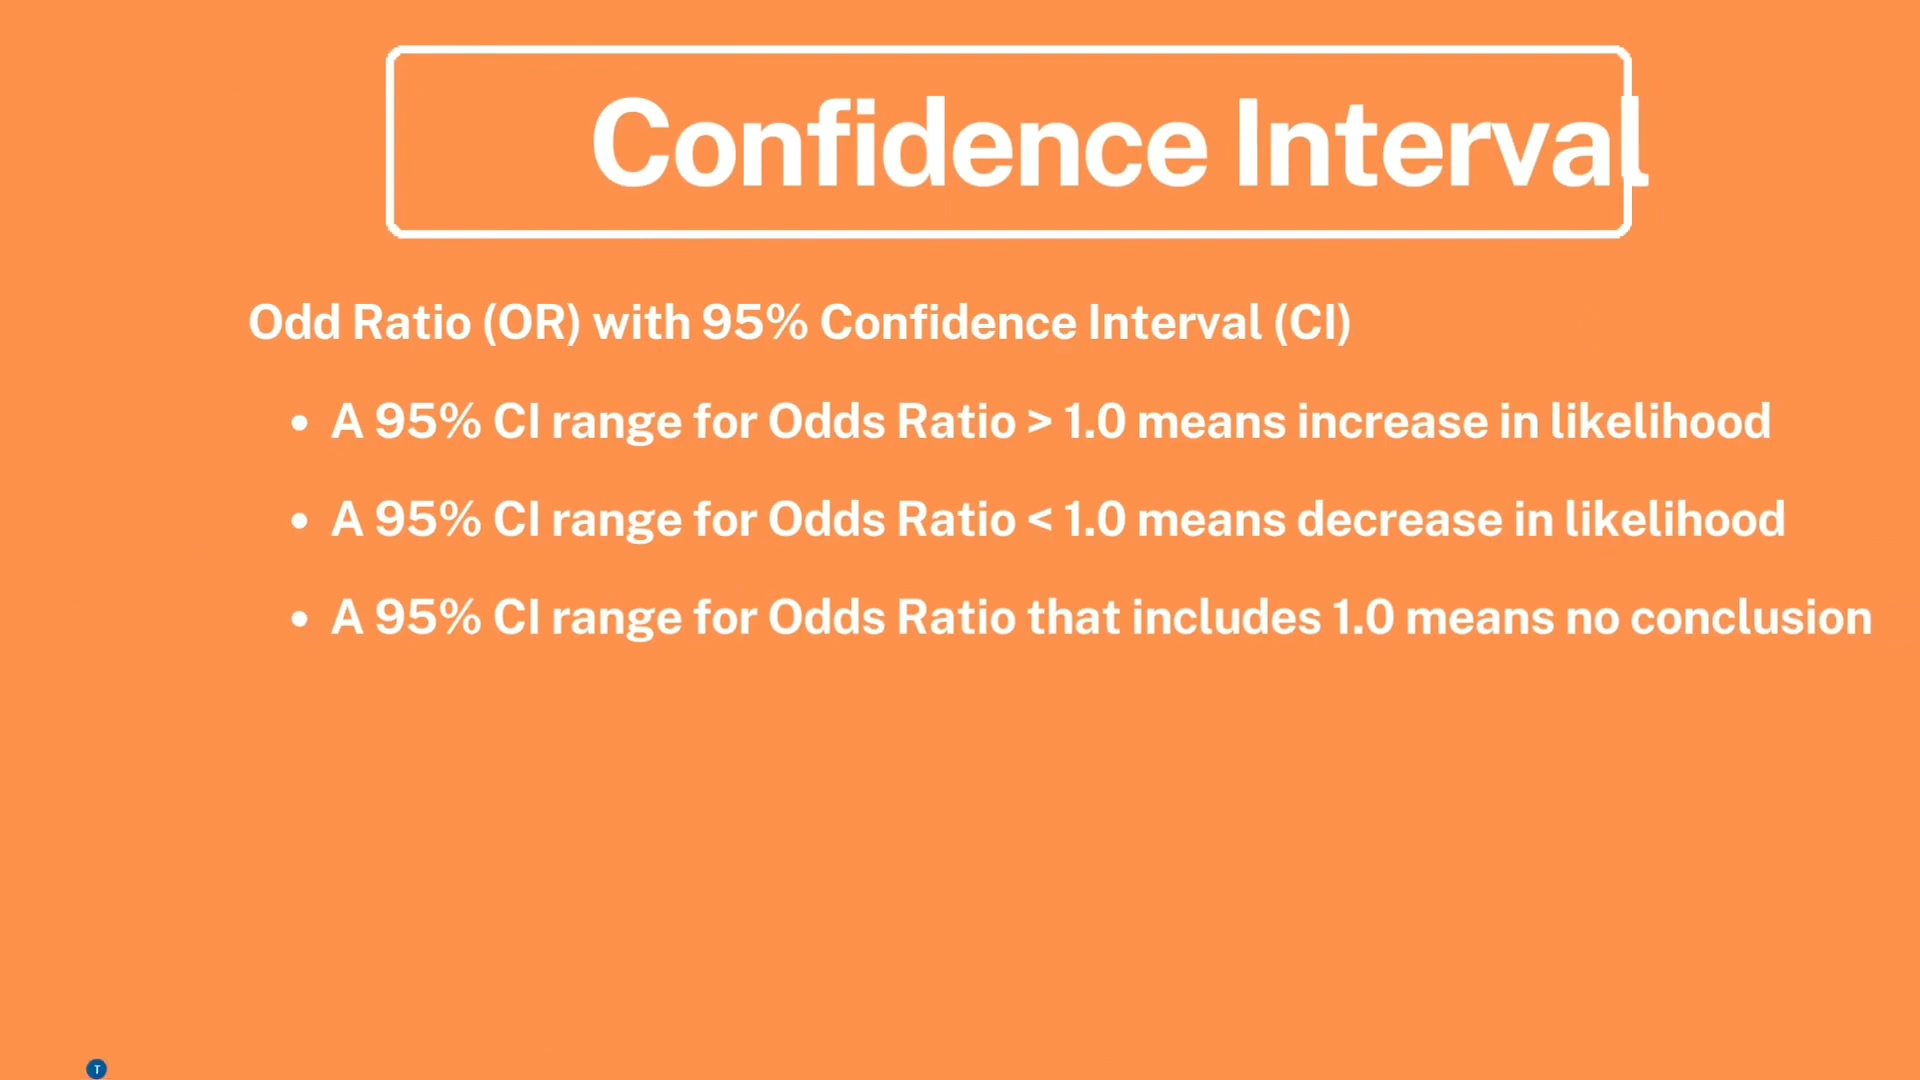 Confidence Interval
Odd Ratio (OR) with 95% Confidence Interval (CI)
• A 95% CI range for Odds Ratio > 1.0 means increase in likelihood
• A 95% CI range for Odds Ratio < 1.0 means decrease in likelihood
• A 95% CI range for Odds Ratio that includes 1.0 means no conclusion
T